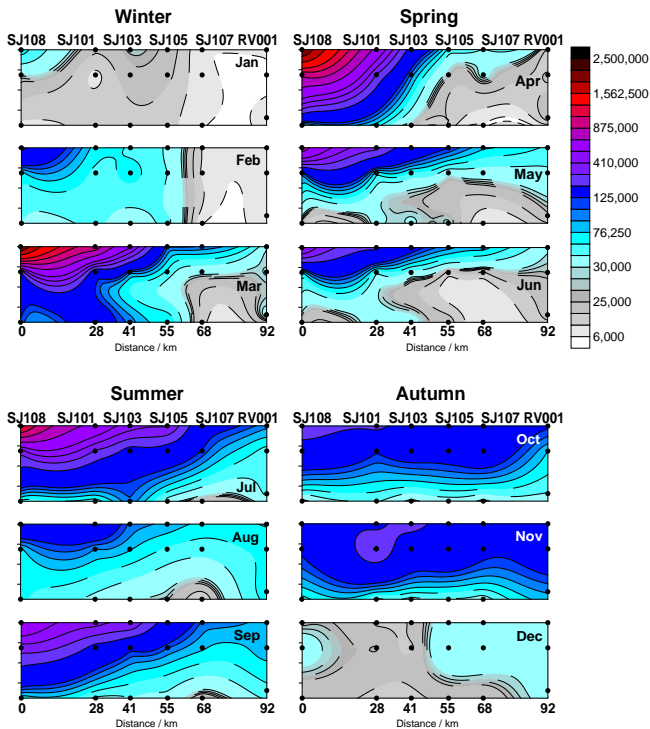 Winter
Spring
SJ108 SJ101 SJ103 SJ105 SJ107 RV001
SJ108 SJ101 SJ103 SJ105 SJ107 RV001
Jan
Apr
Feb
May
Mar
Jun
0 28 41 55 68 92
Distance / km
0 28 41 55 68 92
Distance / km
2,500,000
1,562,500
875,000
410,000
125,000
76,250
30,000
25,000
6,000
Summer
Autumn
SJ108 SJ101 SJ103 SJ105 SJ107 RV001
SJ108 SJ101 SJ103 SJ105 SJ107 RV001
Jul
Oct
Aug
Nov
Sep
Dec
0 28 41 55 68 92
Distance / km
0 28 41 55 68 92
Distance / km